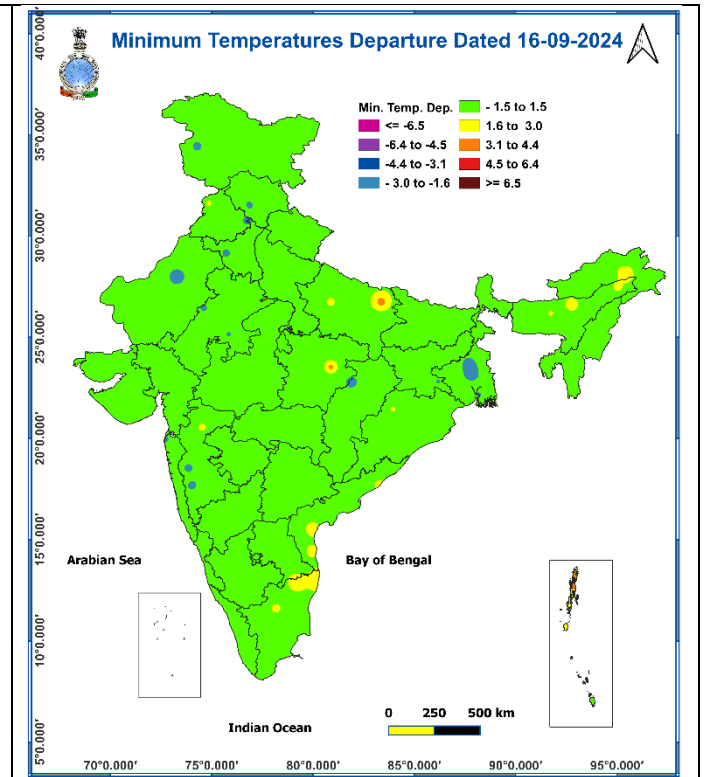 Minimum Temperatures Departure Dated 16-09-2024
Min. Temp. Dep.
<= -6.5
-6.4 to -4.5
-4.4 to -3.1
- 3.0 to -1.6
- 1.5 to 1.5
1.6 to 3.0
3.1 to 4.4
4.5 to 6.4
>= 6.5
40°0.000'
35°0.000'
30°0.000'
25°0.000'
20°0.000'
15°0.000'
10°0.000'
5°0.000'
Arabian Sea
Bay of Bengal
Indian Ocean
0 250 500 km
70°0.000' 75°0.000' 80°0.000' 85°0.000' 90°0.000' 95°0.000'